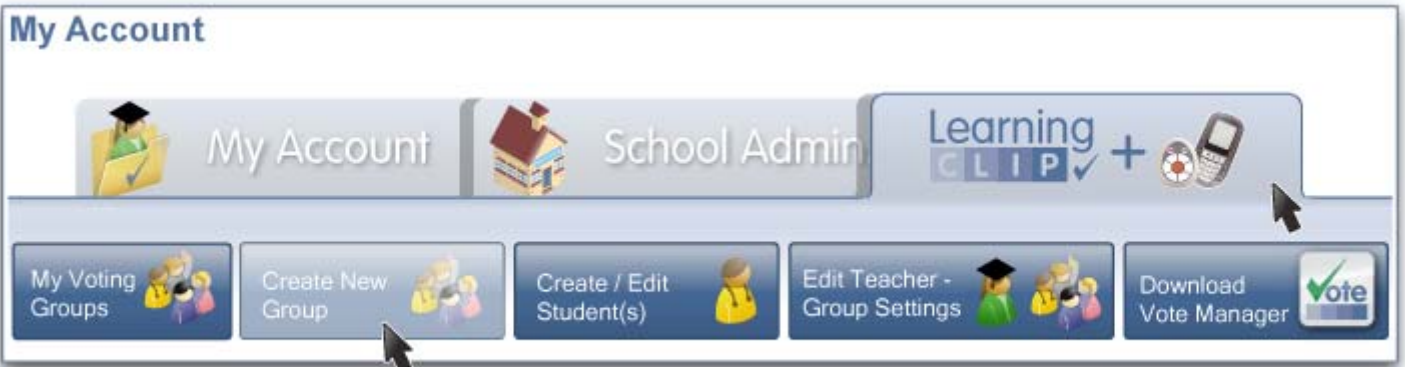 My Account
My Account
School Admin
Learning
CLIP +
My Voting
Groups
Create New
Group
Create / Edit
Student(s)
Edit Teacher -
Group Settings
Download
Vote Manager
Vote